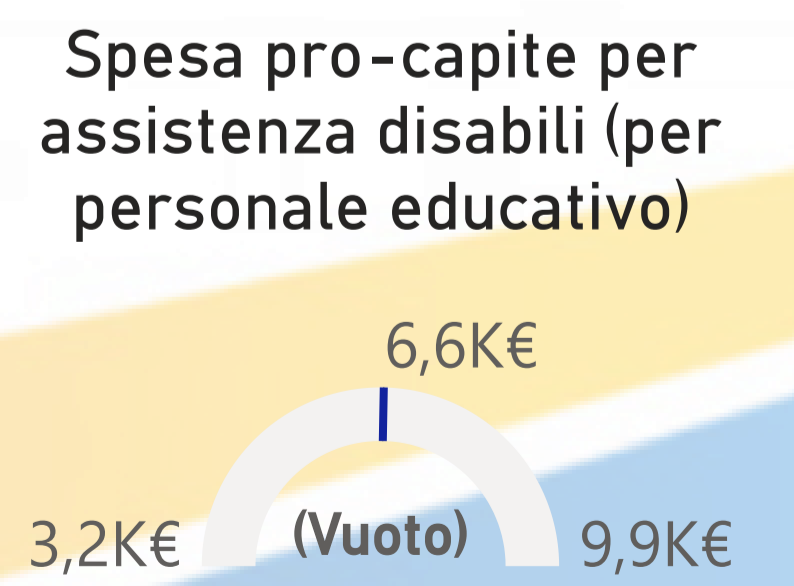 Spesa pro-capite per
assistenza disabili (per
personale educativo)
6,6K€
3,2K€
(Vuoto)
9,9K€